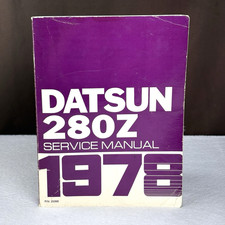 DATSUN
280Z
SERVICE MANUAL
1978